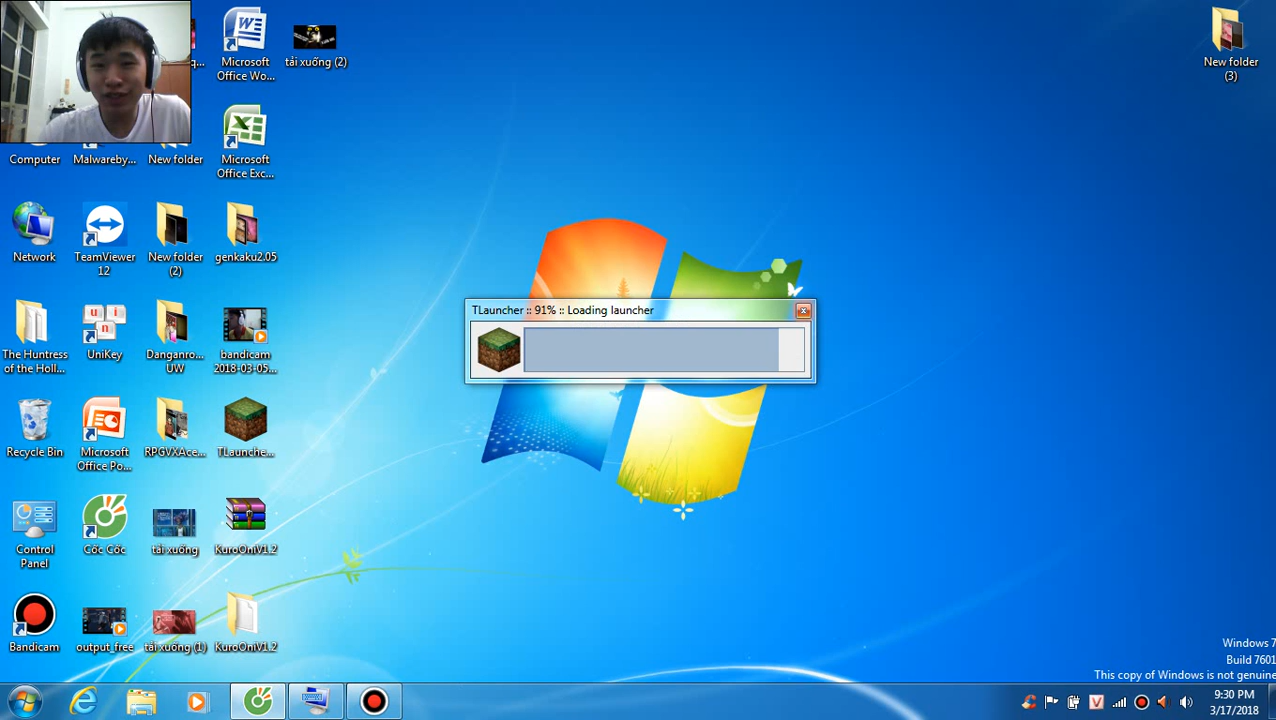 q...
Microsoft
Office Wo...
tải xuống (2)
New folder
(3)
Computer
Malwareby...
New folder
Microsoft
Office Exc...
Network
TeamViewer
12
New folder
(2)
genkaku2.05
TLauncher :: 91% :: Loading launcher
The Huntress
of the Holl...
UniKey
Danganro...
UW
bandicam
2018-03-05...
Recycle Bin
Microsoft
Office Po...
RPGVXAce...
TLaunche...
Control
Panel
Cốc Cốc
tải xuống
KuroOniV1.2
Bandicam
output_free
tải xuống (1)
KuroOniV1.2
Windows 7
Build 7601
This copy of Windows is not genuine
9:30 PM
3/17/2018